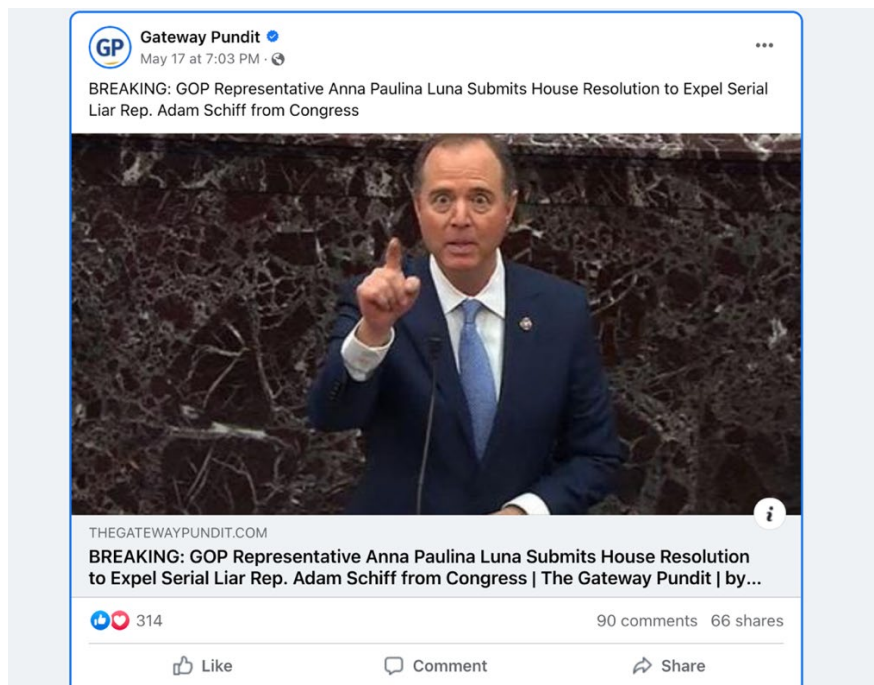 GP
Gateway Pundit
May 17 at 7:03 PM ·
BREAKING: GOP Representative Anna Paulina Luna Submits House Resolution to Expel Serial
Liar Rep. Adam Schiff from Congress
i
THEGATEWAYPUNDIT.COM
BREAKING: GOP Representative Anna Paulina Luna Submits House Resolution
to Expel Serial Liar Rep. Adam Schiff from Congress | The Gateway Pundit | by...
314 90 comments 66 shares
Like Comment Share